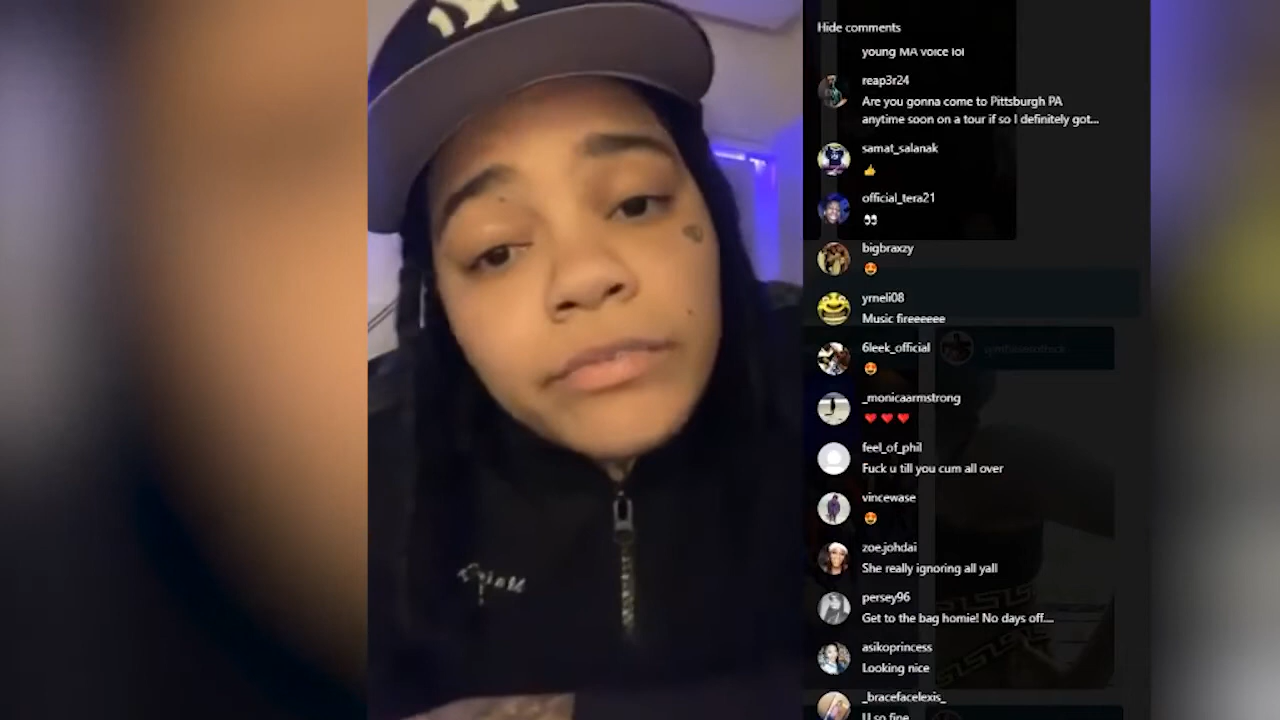 Hide comments
young MA voice lol
reap3r24
Are you gonna come to Pittsburgh PA
anytime soon on a tour if so I definitely got...
samat_salanak
👍
official_tera21
👀
bigbraxzy
😍
yrneli08
Music fireeeeee
6leek_official
😍
_monicaarmstrong
❤️❤️❤️
feel_of_phil
Fuck u till you cum all over
vincewase
😍
zoe.johdai
She really ignoring all yall
persey96
Get to the bag homie! No days off....
asikoprincess
Looking nice
_bracefacelexis_
U so fine